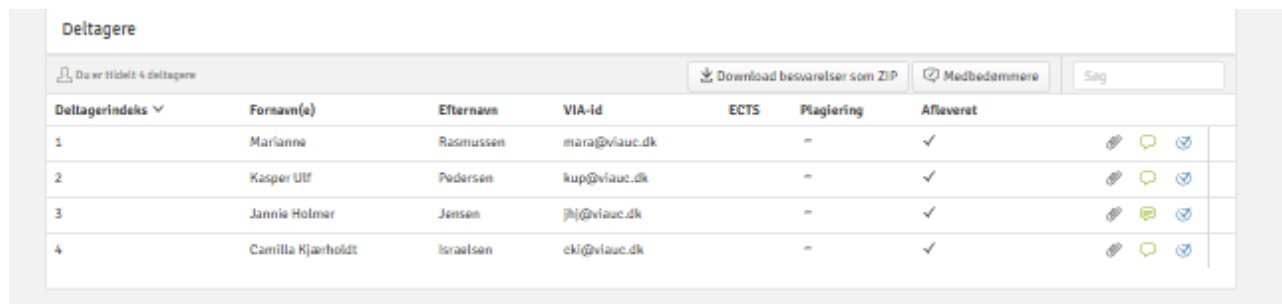 Deltagere
Du er tildelt 4 deltagere Download besvarelser som ZIP Medbedømmere Søg
Deltagerindeks Fornavn(e) Efternavn VIA-id ECTS Plagiering Afleveret
1 Marianne Rasmussen mara@viauc.dk - ✓
2 Kasper Ulf Pedersen kup@viauc.dk - ✓
3 Jannie Holmer Jensen jhj@viauc.dk - ✓
4 Camilla Kjærholdt Israelsen cki@viauc.dk - ✓